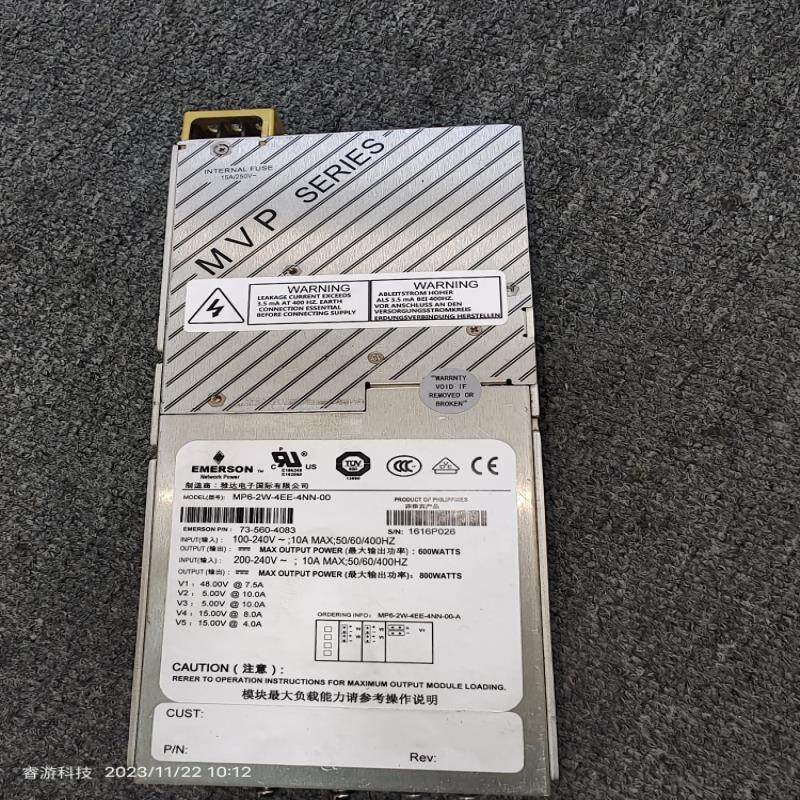 INTERNAL FUSE
15A/250V~
MVP SERIES
WARNING
LEAKAGE CURRENT EXCEEDS
3.5 mA AT 400 HZ. EARTH
CONNECTION ESSENTIAL
BEFORE CONNECTING SUPPLY
WARNING
ABLEITSTROM HOHER
ALS 3.5 mA BEI 400HZ.
VOR ANSCHLUSS AN DEN
VERSORGUNGSSTROMKREIS
ERDUNGSVERBINDUNG HERSTELLEN
"WARRNTY
VOID IF
REMOVED OR
BROKEN"
EMERSON™
Network Power
C US
TUV
CCC
CE
制造商：雅达电子国际有限公司
MODEL(型号): MP6-2W-4EE-4NN-00
PRODUCT OF PHILIPPINES
菲律宾产品
EMERSON P/N: 73-560-4083
S/N: 1616P026
INPUT(输入): 100-240V ~; 10A MAX;50/60/400HZ
OUTPUT (输出): MAX OUTPUT POWER (最大输出功率): 600WATTS
INPUT(输入): 200-240V ~ ; 10A MAX;50/60/400HZ
OUTPUT (输出): MAX OUTPUT POWER (最大输出功率): 800WATTS
V1: 48.00V @ 7.5A
V2: 5.00V @ 10.0A
V3: 5.00V @ 10.0A
V4: 15.00V @ 8.0A
V5: 15.00V @ 4.0A
ORDERING INFO: MP6-2W-4EE-4NN-00-A
CAUTION (注意):
RERER TO OPERATION INSTRUCTIONS FOR MAXIMUM OUTPUT MODULE LOADING.
模块最大负载能力请参考操作说明
CUST:
P/N:
Rev:
睿游科技 2023/11/22 10:12